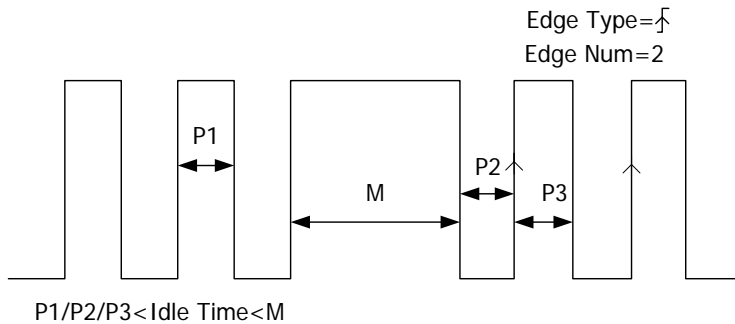 Edge Type=
Edge Num=2
P1
P2
M
P3
P1/P2/P3<Idle Time<M